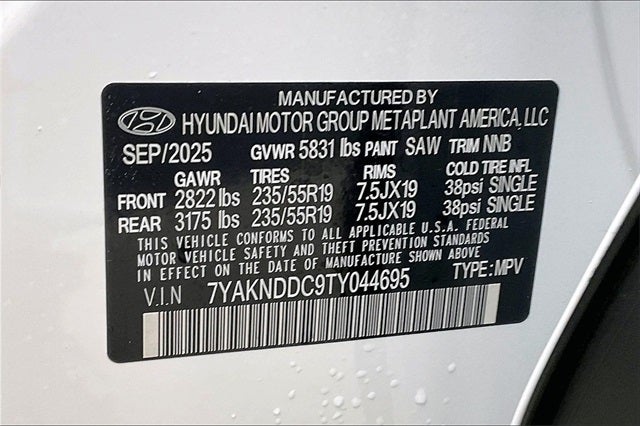 MANUFACTURED BY
HYUNDAI MOTOR GROUP METAPLANT AMERICA, LLC
SEP/2025 GVWR 5831 lbs PAINT SAW TRIM NNB
GAWR TIRES RIMS COLD TIRE INFL
FRONT 2822 lbs 235/55R19 7.5JX19 38psi SINGLE
REAR 3175 lbs 235/55R19 7.5JX19 38psi SINGLE
THIS VEHICLE CONFORMS TO ALL APPLICABLE U.S.A. FEDERAL
MOTOR VEHICLE SAFETY AND THEFT PREVENTION STANDARDS
IN EFFECT ON THE DATE OF MANUFACTURE SHOWN ABOVE
V.I.N 7YAKNDDC9TY044695 TYPE: MPV